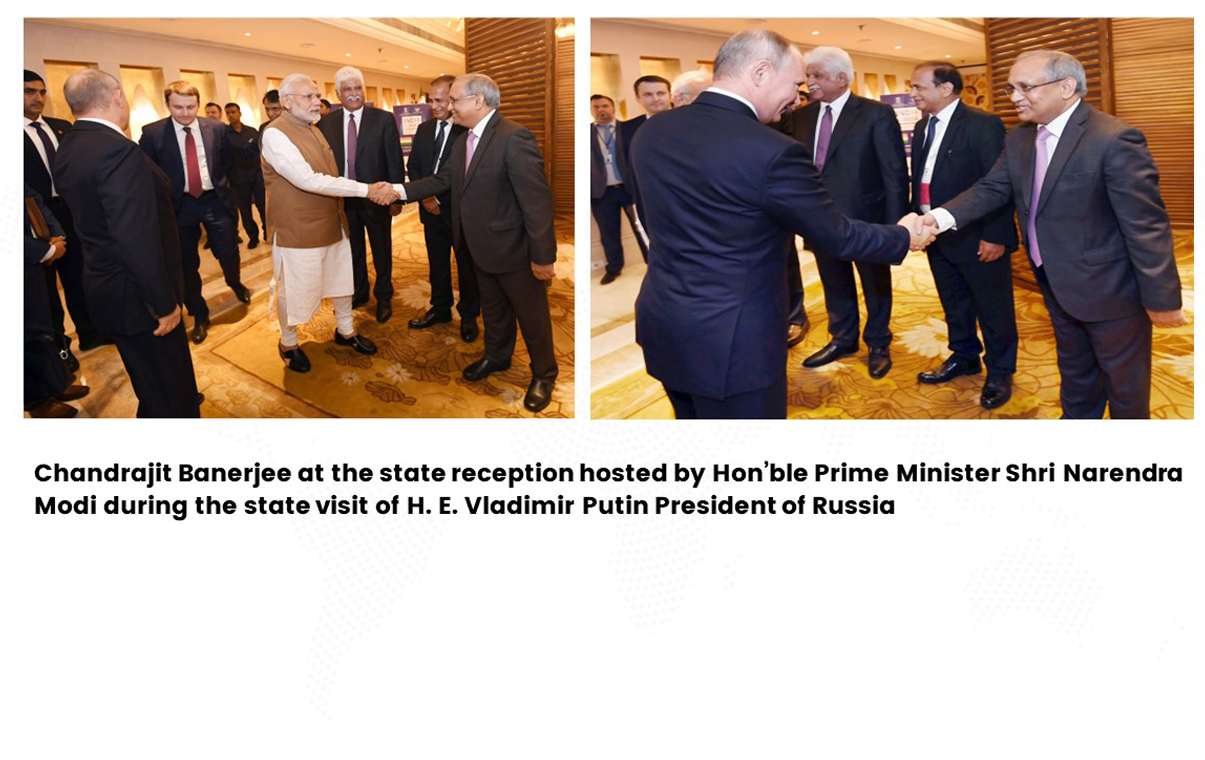 INDIA
Chandrajit Banerjee at the state reception hosted by Hon’ble Prime Minister Shri Narendra
Modi during the state visit of H. E. Vladimir Putin President of Russia